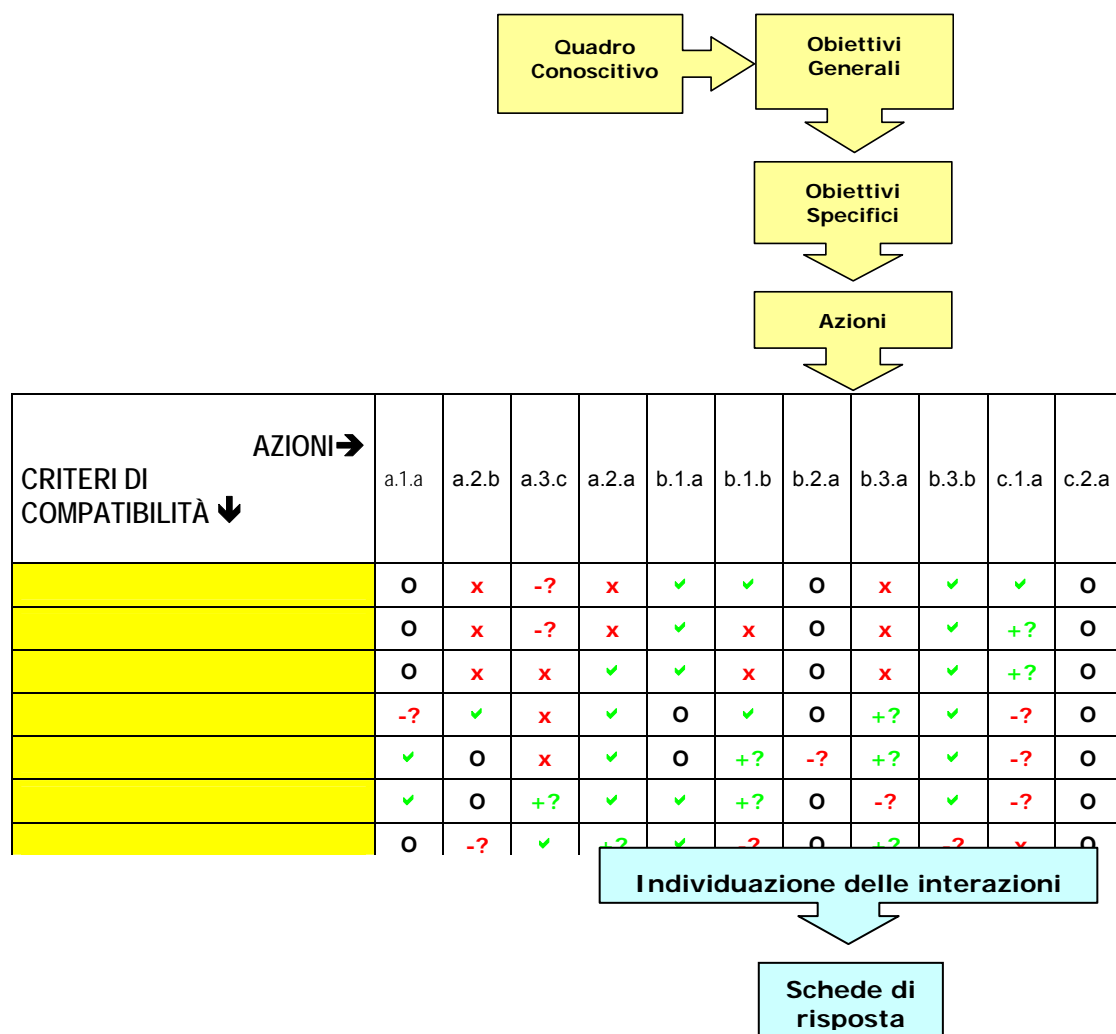 Quadro
Conoscitivo
Obiettivi
Generali
Obiettivi
Specifici
Azioni
AZIONI➔
CRITERI DI
COMPATIBILITÀ 🡫
a.1.a a.2.b a.3.c a.2.a b.1.a b.1.b b.2.a b.3.a b.3.b c.1.a c.2.a
O x -? x ✓ ✓ O x ✓ ✓ O
O x -? x ✓ x O x ✓ +? O
O x x ✓ ✓ x O x ✓ +? O
-? ✓ x ✓ O ✓ O +? ✓ -? O
✓ O x ✓ O +? -? +? ✓ -? O
✓ O +? ✓ ✓ +? O -? ✓ -? O
O -? ✓ +? ✓ -? O +? -? x O
Individuazione delle interazioni
Schede di
risposta